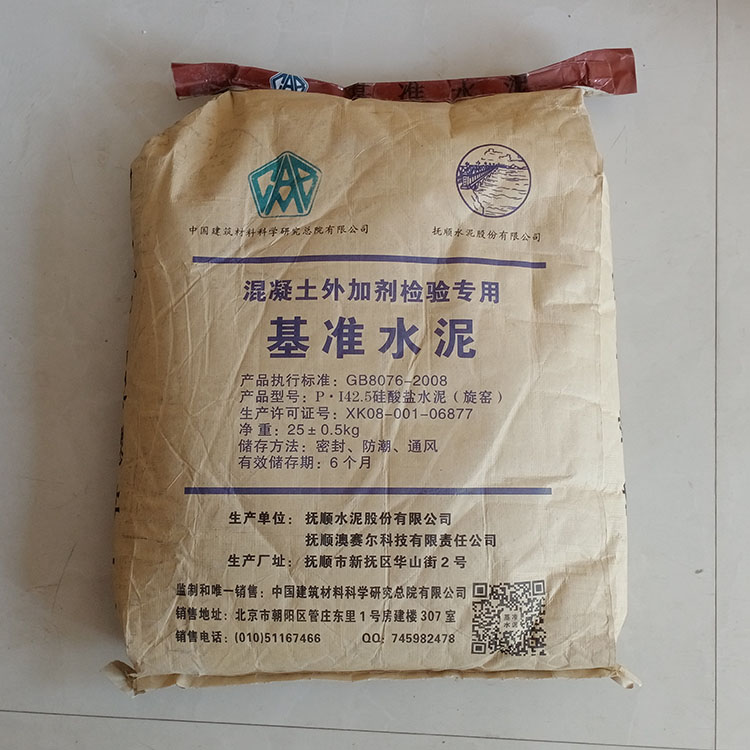 基准水泥
中国建筑材料科学研究总院有限公司
抚顺水泥股份有限公司
混凝土外加剂检验专用
基准水泥
产品执行标准：GB8076-2008
产品型号：P·I42.5硅酸盐水泥（旋窑）
生产许可证号：XK08-001-06877
净 重：25±0.5kg
储存方法：密封、防潮、通风
有效储存期：6个月
生产单位：抚顺水泥股份有限公司
抚顺澳赛尔科技有限责任公司
生产厂址：抚顺市新抚区华山街2号
监制和唯一销售：中国建筑材料科学研究总院有限公司
销售地址：北京市朝阳区管庄东里1号房建楼307室
销售电话：(010)51167466 QQ：745982478
基准
水泥